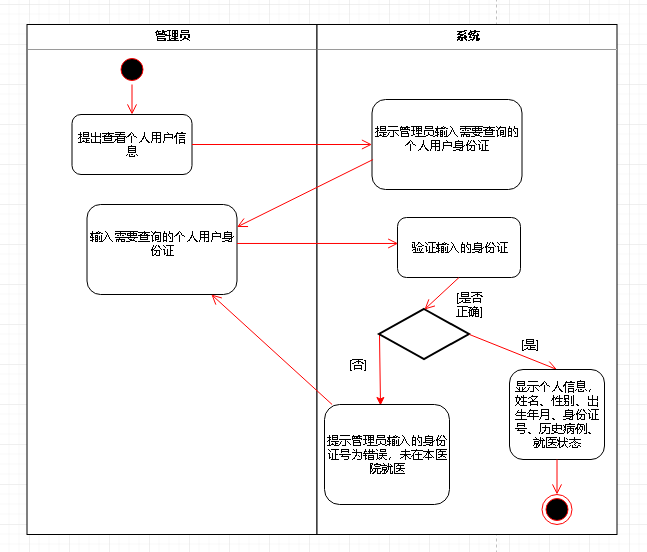 管理员
系统
提出查看个人用户信
息
提示管理员输入需要查询的
个人用户身份证
输入需要查询的个人用户身
份证
验证输入的身份证
[是否
正确]
[否]
[是]
显示个人信息，
姓名、性别、出
生年月、身份证
号、历史病例、
就医状态
提示管理员输入的身份
证号为错误，未在本医
院就医